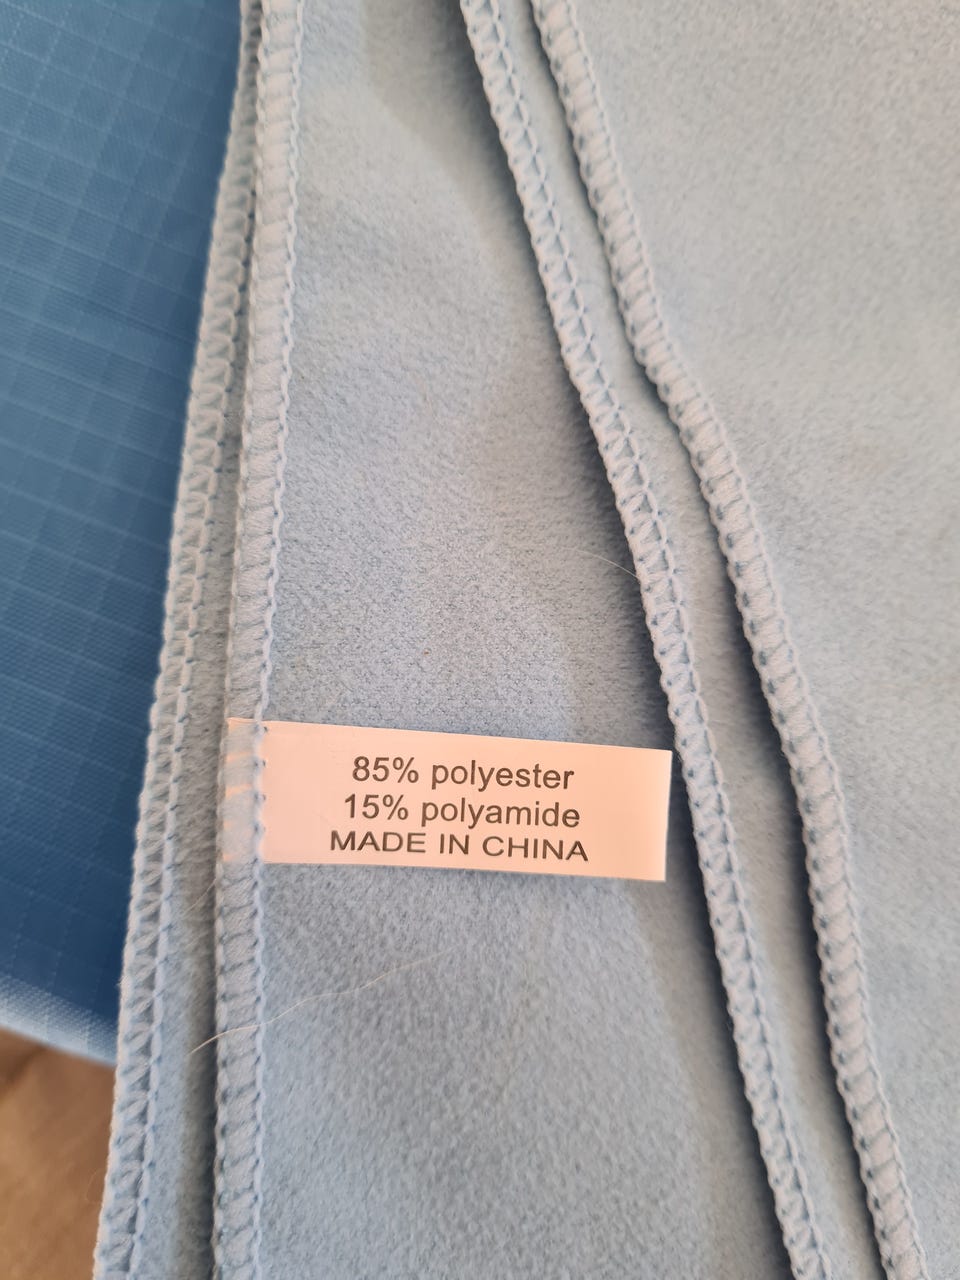 85% polyester
15% polyamide
MADE IN CHINA